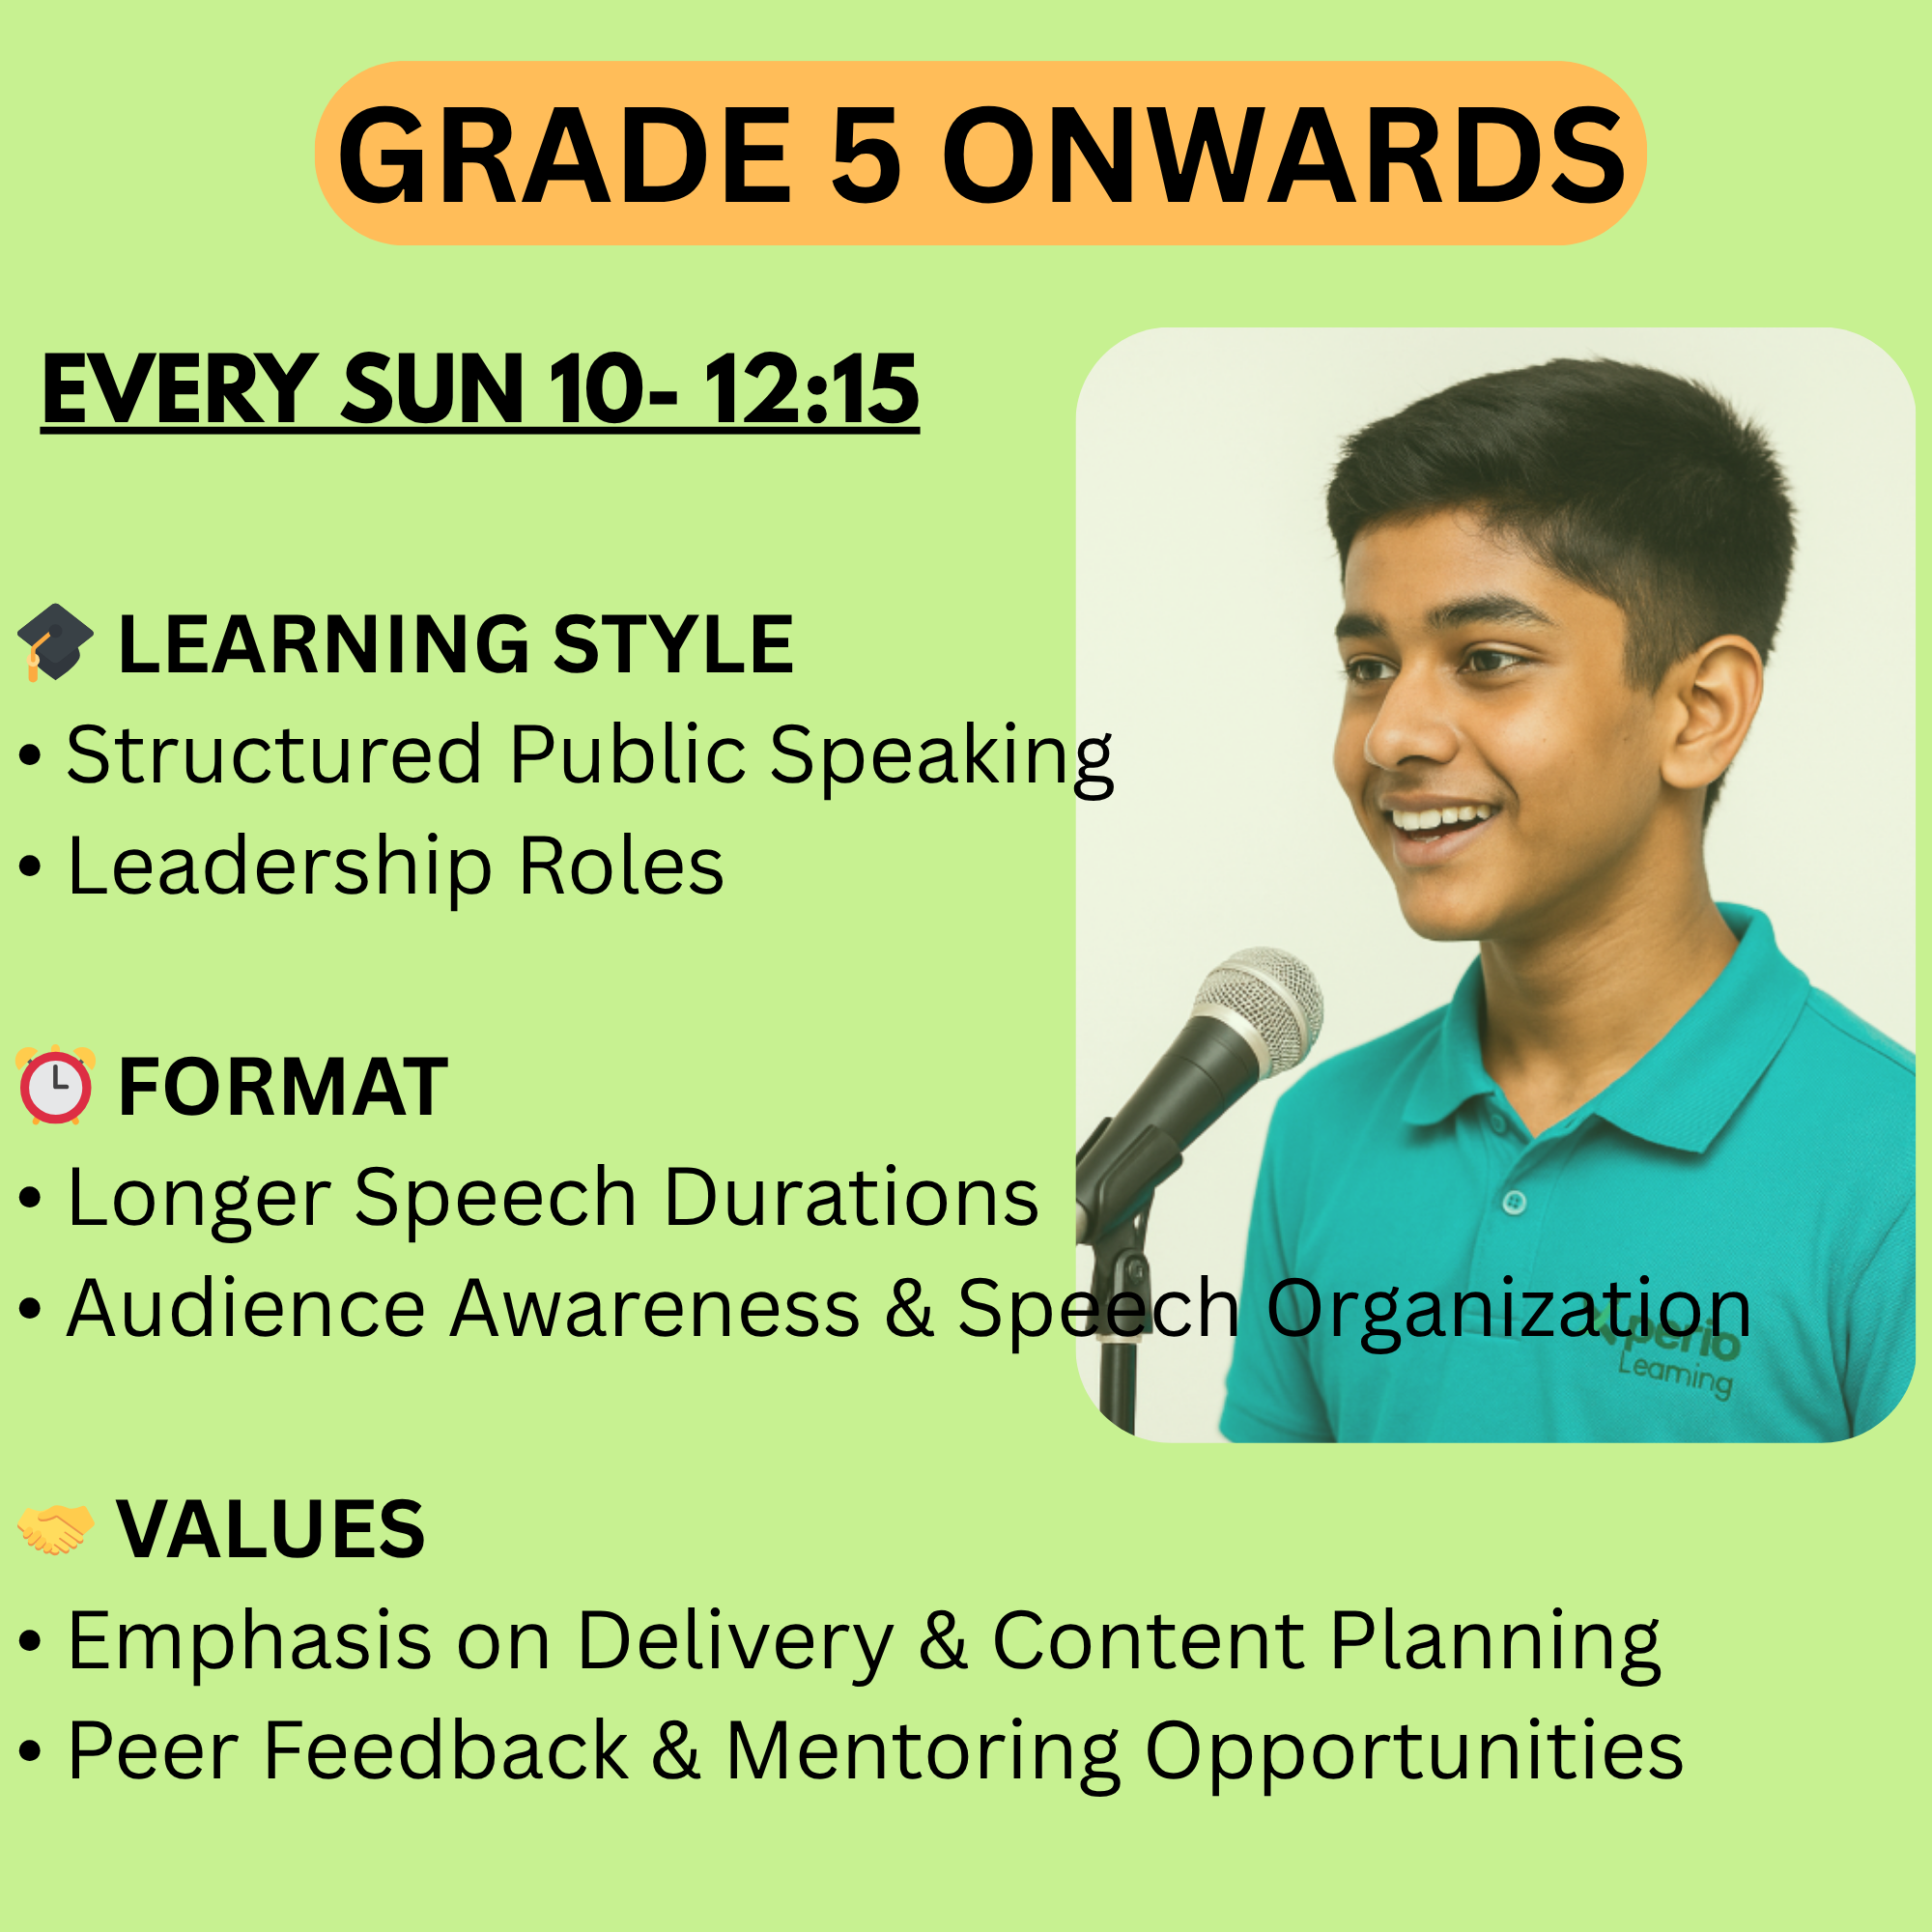 GRADE 5 ONWARDS
EVERY SUN 10- 12:15
🎓 LEARNING STYLE
• Structured Public Speaking
• Leadership Roles
⏰ FORMAT
• Longer Speech Durations
• Audience Awareness & Speech Organization
perio
Learning
🤝 VALUES
• Emphasis on Delivery & Content Planning
• Peer Feedback & Mentoring Opportunities